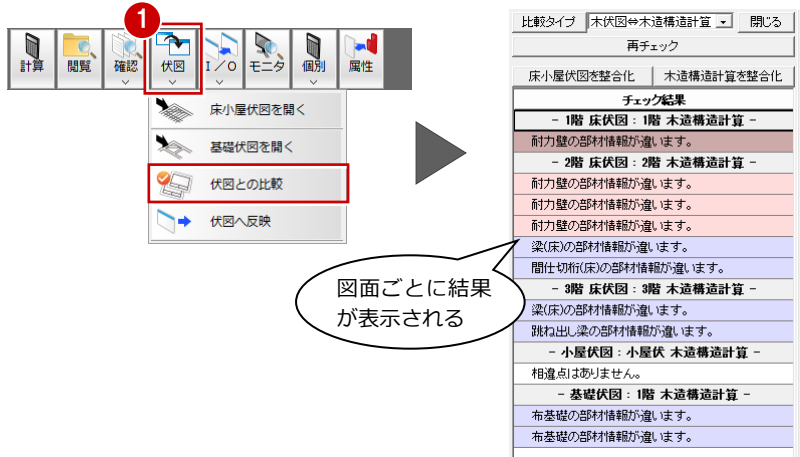 1
計算 閲覧 確認 伏図 I/O モニタ 個別 属性
床小屋伏図を開く
基礎伏図を開く
伏図との比較
伏図へ反映
図面ごとに結果
が表示される
比較タイプ 木伏図⇔木造構造計算 閉じる
再チェック
床小屋伏図を整合化 木造構造計算を整合化
チェック結果
- 1階 床伏図：1階 木造構造計算 -
耐力壁の部材情報が違います。
- 2階 床伏図：2階 木造構造計算 -
耐力壁の部材情報が違います。
耐力壁の部材情報が違います。
耐力壁の部材情報が違います。
梁(床)の部材情報が違います。
間仕切桁(床)の部材情報が違います。
- 3階 床伏図：3階 木造構造計算 -
梁(床)の部材情報が違います。
跳ね出し梁の部材情報が違います。
- 小屋伏図：小屋伏 木造構造計算 -
相違点はありません。
- 基礎伏図：1階 木造構造計算 -
布基礎の部材情報が違います。
布基礎の部材情報が違います。